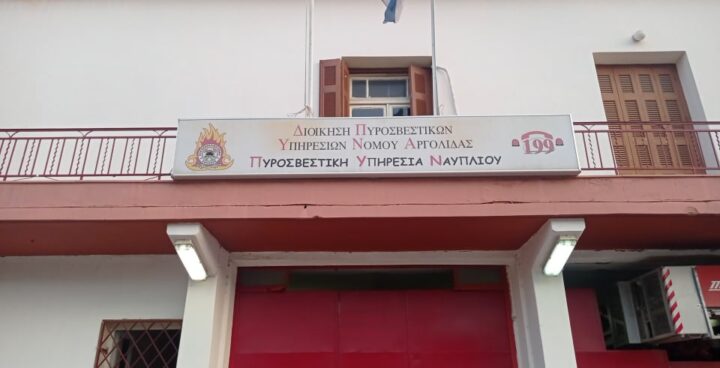 ΔΙΟΙΚΗΣΗ ΠΥΡΟΣΒΕΣΤΙΚΩΝ
ΥΠΗΡΕΣΙΩΝ ΝΟΜΟΥ ΑΡΓΟΛΙΔΑΣ
ΠΥΡΟΣΒΕΣΤΙΚΗ ΥΠΗΡΕΣΙΑ ΝΑΥΠΛΙΟΥ
199